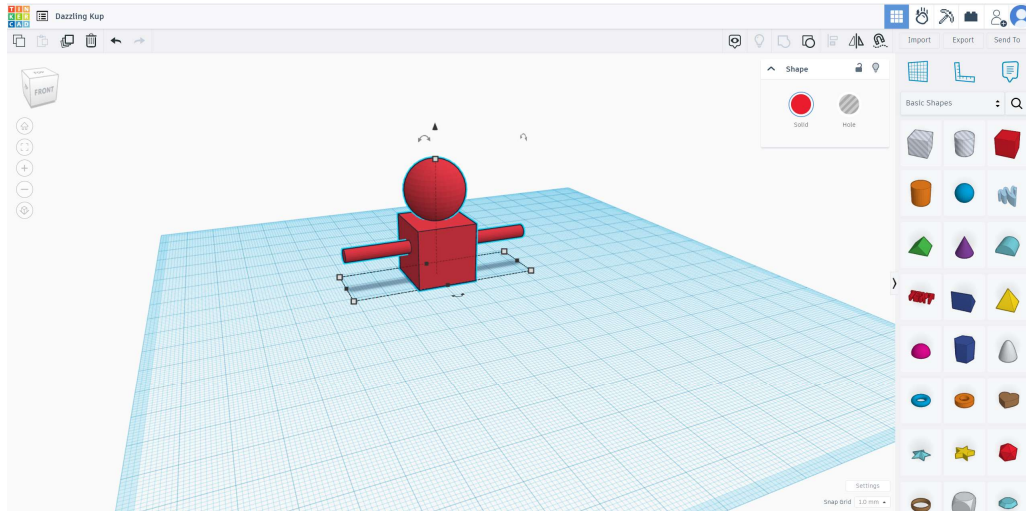 TIN
KER
CAD
Dazzling Kup
Import
Export
Send To
FRONT
Shape
Solid
Hole
Basic Shapes
TEXT
Settings
Snap Grid 1.0 mm